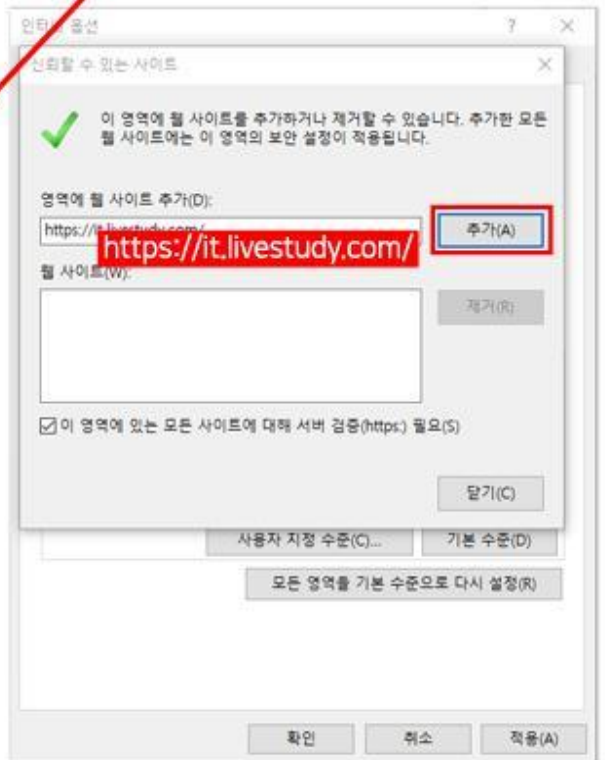 인터넷 옵션 ?
신뢰할 수 있는 사이트
이 영역에 웹 사이트를 추가하거나 제거할 수 있습니다. 추가한 모든
웹 사이트에는 이 영역의 보안 설정이 적용됩니다.
영역에 웹 사이트 추가(D):
https://it.livestudy.com/ 추가(A)
https://it.livestudy.com/
웹 사이트(W):
제거(R)
이 영역에 있는 모든 사이트에 대해 서버 검증(https:) 필요(S)
닫기(C)
사용자 지정 수준(C)... 기본 수준(D)
모든 영역을 기본 수준으로 다시 설정(R)
확인 취소 적용(A)